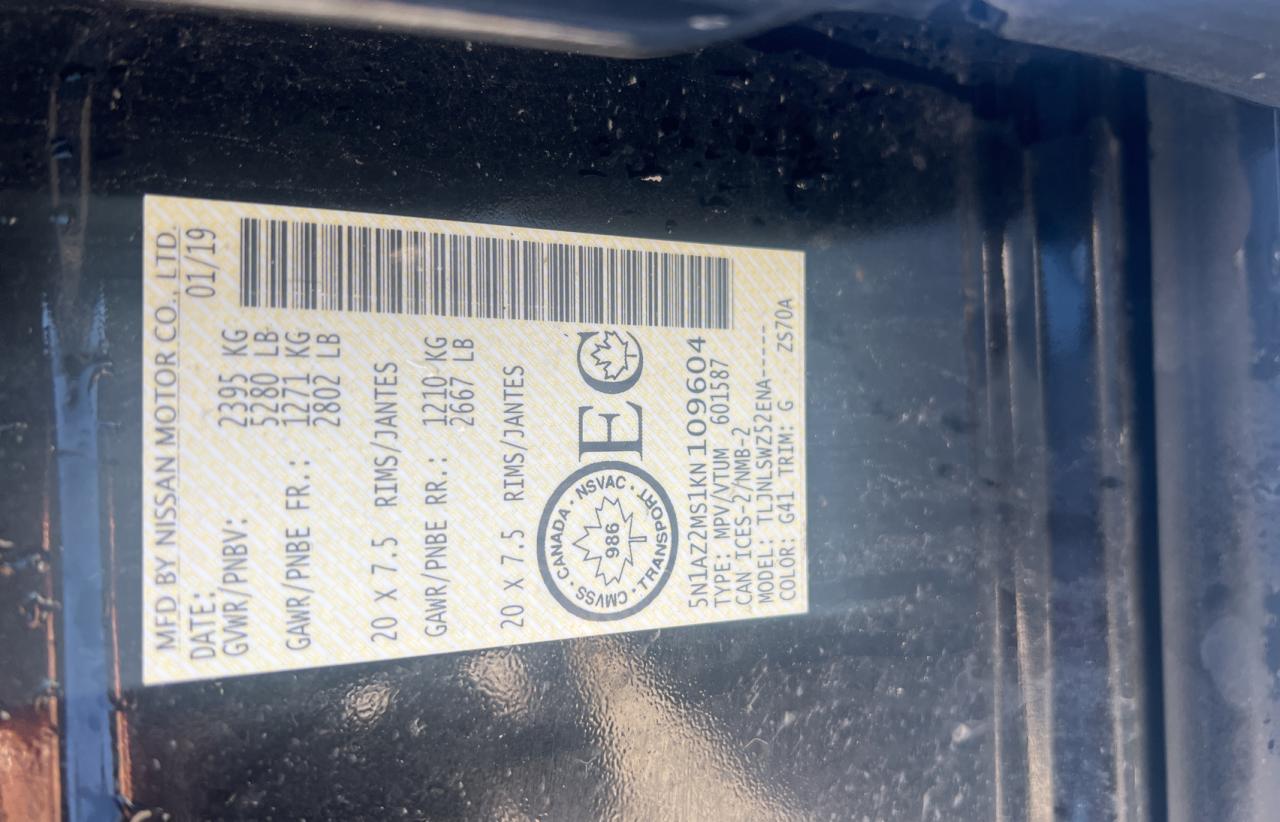 MFD BY NISSAN MOTOR CO., LTD.
DATE: 01/19
GVWR/PNBV: 2395 KG
5280 LB
GAWR/PNBE FR.: 1271 KG
2802 LB
20 X 7.5 RIMS/JANTES
GAWR/PNBE RR.: 1210 KG
2667 LB
20 X 7.5 RIMS/JANTES
CANADA · NSVAC · TRANSPORT · CMVSS ·
986
EC
5N1AZ2MS1KN109604
TYPE: MPV/VTUM 601587
CAN ICES-2/NMB-2
MODEL: TLJNLSWZ52ENA-----
COLOR: G41 TRIM: G ZS70A